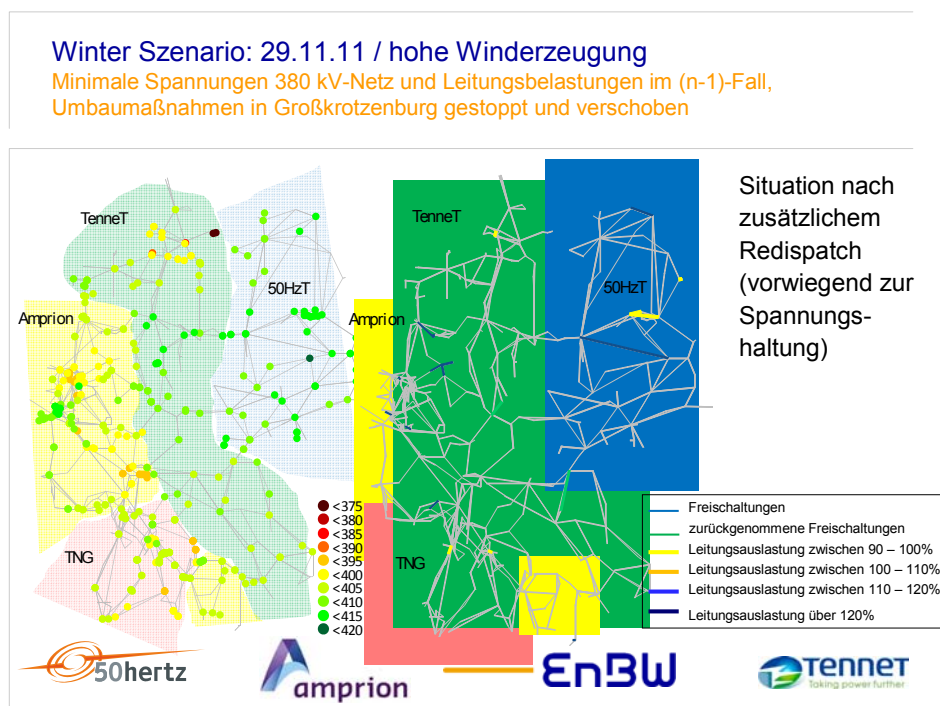 Winter Szenario: 29.11.11 / hohe Winderzeugung
Minimale Spannungen 380 kV-Netz und Leitungsbelastungen im (n-1)-Fall,
Umbaumaßnahmen in Großkrotzenburg gestoppt und verschoben
TenneT
50HzT
Amprion
TNG
<375
<380
<385
<390
<395
<400
<405
<410
<415
<420
TenneT
50HzT
Amprion
TNG
Situation nach
zusätzlichem
Redispatch
(vorwiegend zur
Spannungs-
haltung)
Freischaltungen
zurückgenommene Freischaltungen
Leitungsauslastung zwischen 90 – 100%
Leitungsauslastung zwischen 100 – 110%
Leitungsauslastung zwischen 110 – 120%
Leitungsauslastung über 120%
50hertz
amprion
EnBW
TENNET
Taking power further